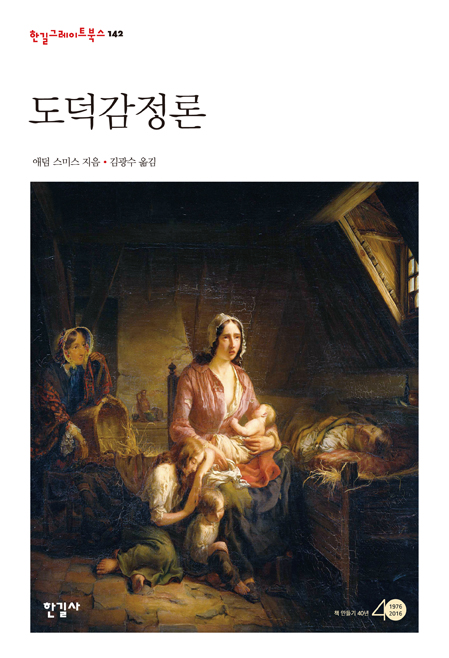 한길그레이트북스 142
도덕감정론
애덤 스미스 지음 • 김광수 옮김
한길사
책 만들기 40년 40 1976 2016